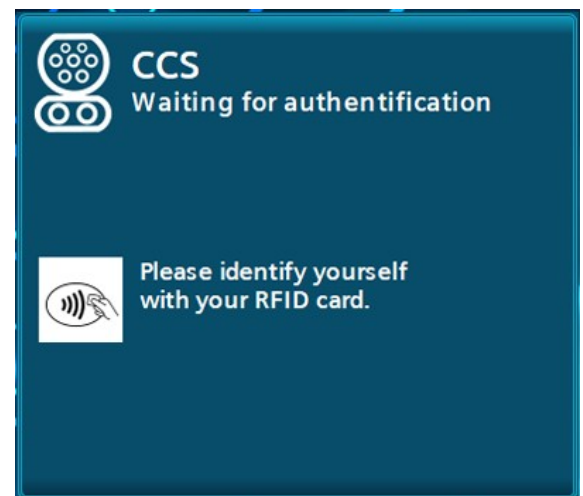 CCS
Waiting for authentification
Please identify yourself
with your RFID card.